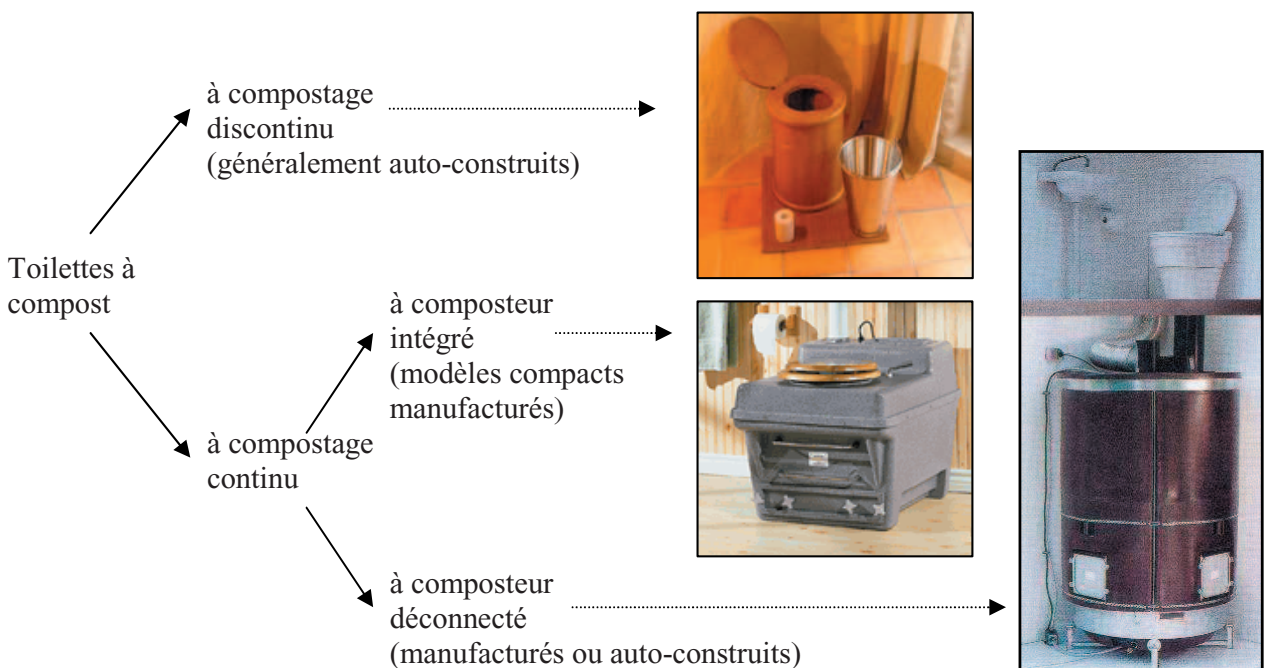 à compostage
discontinu
(généralement auto-construits)
Toilettes à
compost
à composteur
intégré
(modèles compacts
manufacturés)
à compostage
continu
à composteur
déconnecté
(manufacturés ou auto-construits)